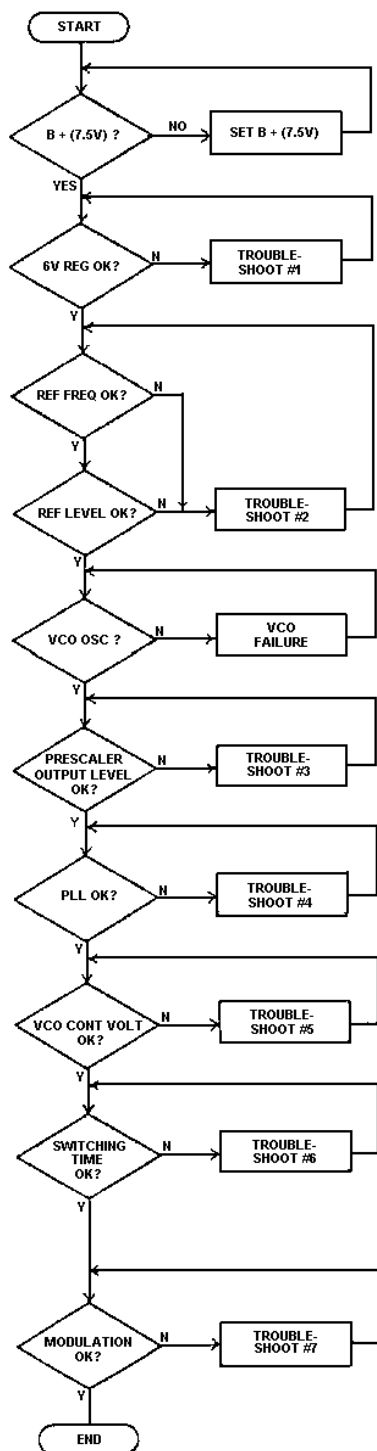 START
B + (7.5V) ?
NO
SET B + (7.5V)
YES
6V REG OK?
N
TROUBLE-
SHOOT #1
Y
REF FREQ OK?
N
Y
REF LEVEL OK?
N
TROUBLE-
SHOOT #2
Y
VCO OSC ?
N
VCO
FAILURE
Y
PRESCALER
OUTPUT LEVEL
OK?
N
TROUBLE-
SHOOT #3
Y
PLL OK?
N
TROUBLE-
SHOOT #4
Y
VCO CONT VOLT
OK?
N
TROUBLE-
SHOOT #5
Y
SWITCHING
TIME
OK?
N
TROUBLE-
SHOOT #6
Y
MODULATION
OK?
N
TROUBLE-
SHOOT #7
Y
END